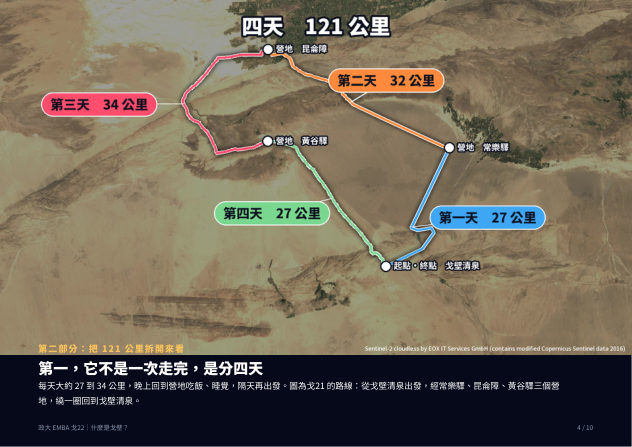 四天　121 公里
營地　昆侖障
第二天　32 公里
第三天　34 公里
營地　黃谷驛
營地　常樂驛
第四天　27 公里
第一天　27 公里
起點・終點　戈壁清泉
第二部分：把 121 公里拆開來看
Sentinel-2 cloudless by EOX IT Services GmbH (contains modified Copernicus Sentinel data 2016)
第一，它不是一次走完，是分四天
每天大約 27 到 34 公里，晚上回到營地吃飯、睡覺，隔天再出發。圖為戈21 的路線：從戈壁清泉出發，經常樂驛、昆侖障、黃谷驛三個營
地，繞一圈回到戈壁清泉。
政大 EMBA 戈22｜什麼是戈壁？
4 / 10